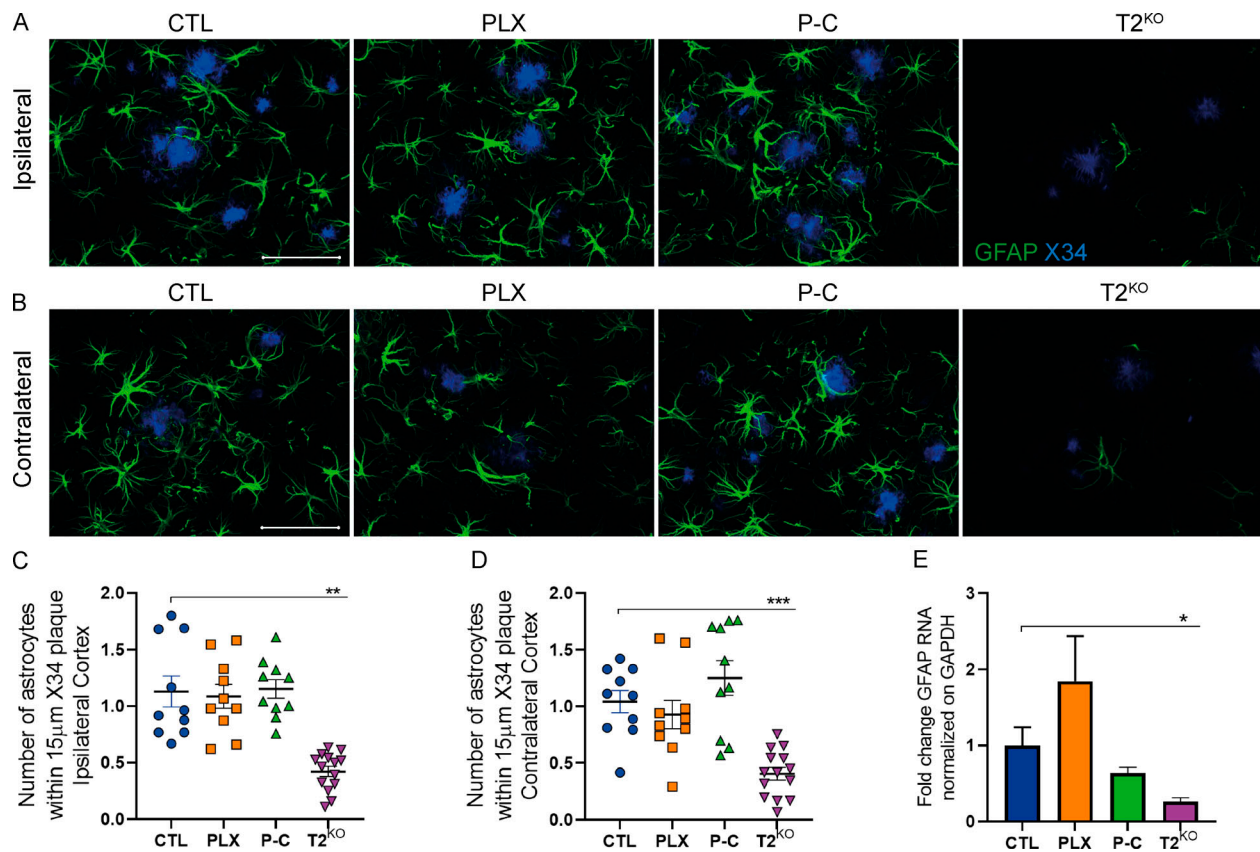 A
CTL PLX P-C T2KO
Ipsilateral
GFAP X34
B
CTL PLX P-C T2KO
Contralateral
C
Number of astrocytes
within 15µm X34 plaque
Ipsilateral Cortex
2.0
1.5
1.0
0.5
0.0
**
CTL PLX P-C T2KO
D
Number of astrocytes
within 15µm X34 plaque
Contralateral Cortex
2.0
1.5
1.0
0.5
0.0
***
CTL PLX P-C T2KO
E
Fold change GFAP RNA
normalized on GAPDH
3
2
1
0
*
CTL PLX P-C T2KO